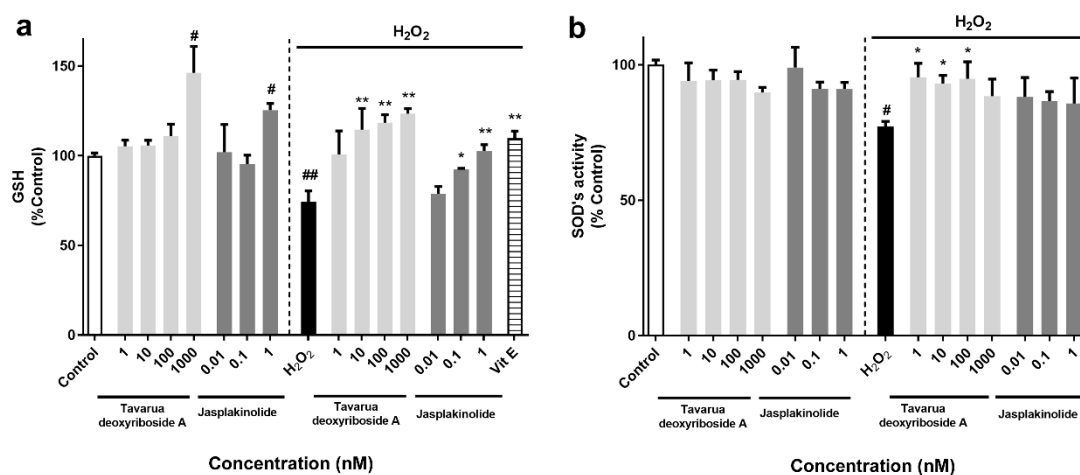 a
H₂O₂
GSH
(%Control)
150
100
50
0
#
#
##
**
**
**
*
**
**
Control
1
10
100
1000
0.01
0.1
1
H₂O₂
1
10
100
1000
0.01
0.1
1
Vit E
Tavarua
deoxyriboside A
Jasplakinolide
Tavarua
deoxyriboside A
Jasplakinolide
Concentration (nM)
b
H₂O₂
SOD's activity
(% Control)
100
50
0
#
*
*
*
Control
1
10
100
1000
0.01
0.1
1
H₂O₂
1
10
100
1000
0.01
0.1
1
Tavarua
deoxyriboside A
Jasplakinolide
Tavarua
deoxyriboside A
Jasplakinolide
Concentration (nM)